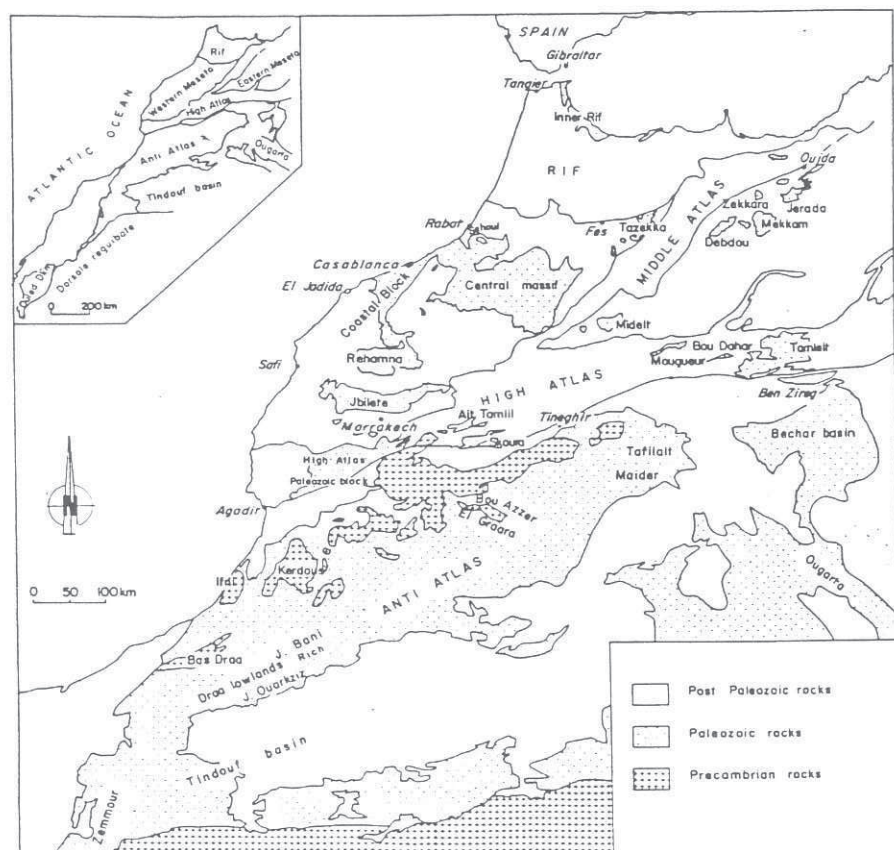 Rif
Western Meseta
Eastern Meseta
High Atlas
ATLANTIC OCEAN
Anti Atlas
Ougarta
Tindouf basin
Dorsale reguibate
0 200 km
SPAIN
Gibraltar
Tangier
Inner Rif
RIF
Oujda
Zekkara
Jerada
Mekkam
Debdou
Rabat
Sehoul
Fes
Tazekka
MIDDLE ATLAS
Casablanca
El Jadida
Coastal Block
Central massif
Midelt
Bou Dahar
Tamlelt
Mougueur
Safi
Rehamna
HIGH ATLAS
Ben Zireg
Jbilete
Ait Tamlil
Tineghir
Marrakech
Skoura
Bechar basin
High Atlas
Paleozoic block
Tafilalt
Maider
N
Agadir
Bou Azzer
El Graara
Ifni
Kerdous
ANTI ATLAS
Ougarta
0 50 100 km
Bas Draa
J. Bani
Draa lowlands Rich
J. Ouarkziz
Tindouf basin
Zemmour
Post Paleozoic rocks
Paleozoic rocks
Precambrian rocks